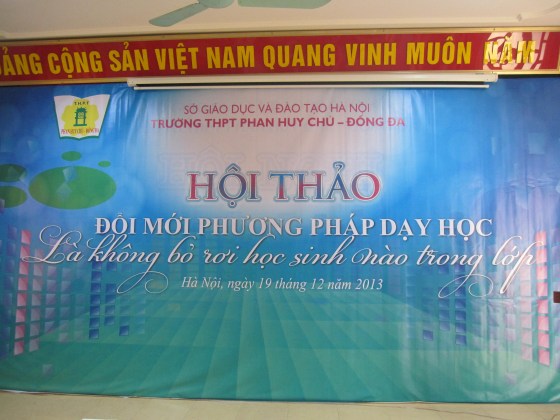 ĐẢNG CỘNG SẢN VIỆT NAM QUANG VINH MUÔN NĂM
SỞ GIÁO DỤC VÀ ĐÀO TẠO HÀ NỘI
TRƯỜNG THPT PHAN HUY CHÚ – ĐỐNG ĐA
THPT
HỘI THẢO
ĐỔI MỚI PHƯƠNG PHÁP DẠY HỌC
Là không bỏ rơi học sinh nào trong lớp
Hà Nội, ngày 19 tháng 12 năm 2013